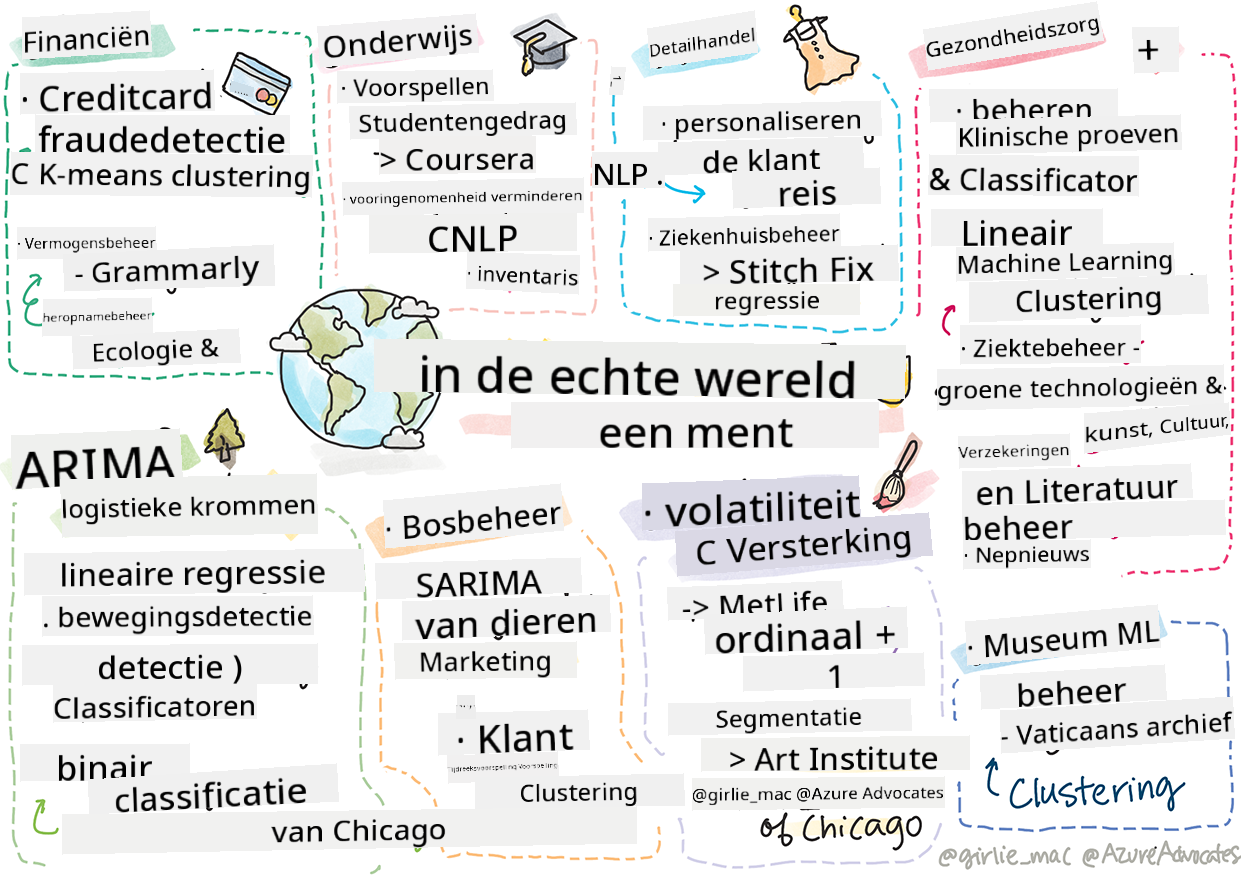 Financiën
· Creditcard
fraudedetectie
C K-means clustering
· Vermogensbeheer
- Grammarly
heropnamebeheer
Ecologie &
Onderwijs
· Voorspellen
Studentengedrag
> Coursera
· vooringenomenheid verminderen
CNLP
· inventaris
Detailhandel
· personaliseren
de klant
NLP .
reis
· Ziekenhuisbeheer
> Stitch Fix
regressie
Gezondheidszorg
+
· beheren
Klinische proeven
& Classificator
Lineair
Machine Learning
Clustering
· Ziektebeheer -
groene technologieën &
kunst, Cultuur,
Verzekeringen
en Literatuur
beheer
· Nepnieuws
in de echte wereld
een ment
ARIMA
logistieke krommen
lineaire regressie
. bewegingsdetectie
detectie )
Classificatoren
binair
classificatie
van Chicago
· Bosbeheer
SARIMA
van dieren
Marketing
· Klant
Clustering
· volatiliteit
C Versterking
-> MetLife
ordinaal +
1
Segmentatie
> Art Institute
@girlie_mac @Azure Advocates
of Chicago
· Museum ML
beheer
- Vaticaans archief
Clustering
@girlie_mac @AzureAdvocates